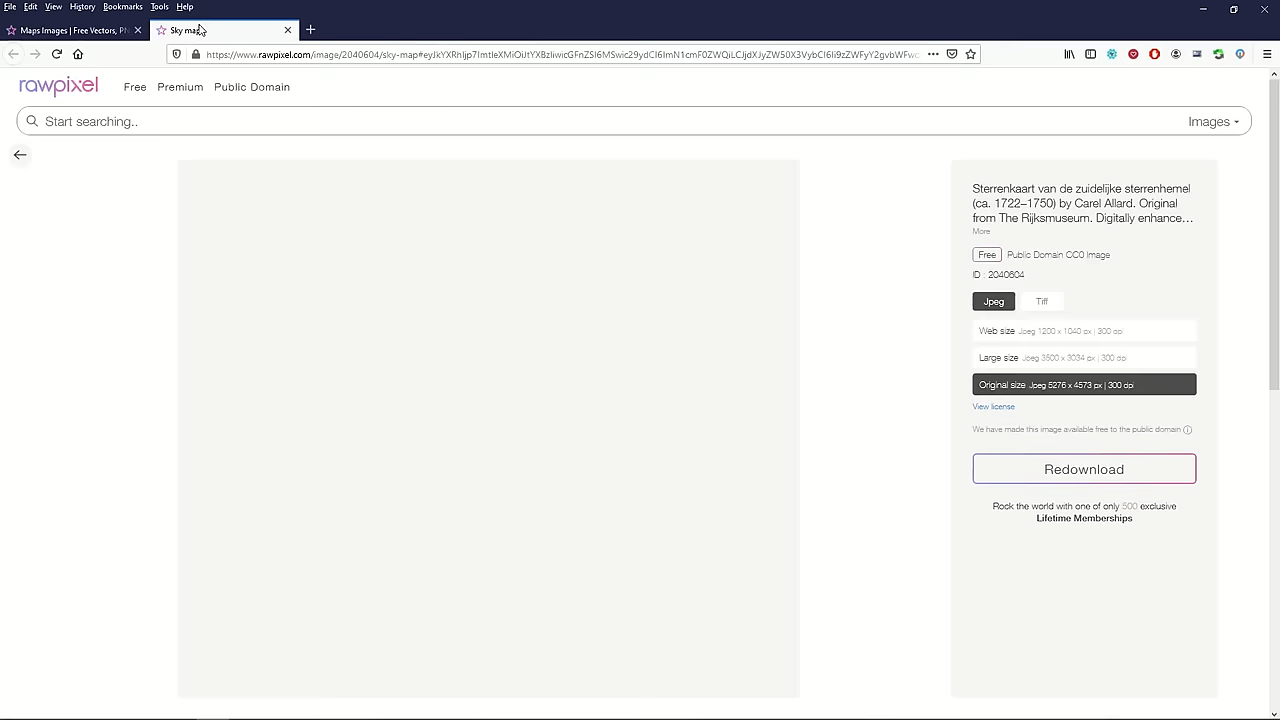 File Edit View History Bookmarks Tools Help
Maps Images | Free Vectors, PN
Sky ma
https://www.rawpixel.com/image/2040604/sky-map#
rawpixel
Free Premium Public Domain
Start searching..
Images
Sterrenkaart van de zuidelijke sterrenhemel
(ca. 1722–1750) by Carel Allard. Original
from The Rijksmuseum. Digitally enhance…
More
Free Public Domain CC0 Image
ID : 2040604
Jpeg Tiff
Web size Jpeg 1200 x 1040 px | 300 dpi
Large size Jpeg 3500 x 3034 px | 300 dpi
Original size Jpeg 5276 x 4573 px | 300 dpi
View license
We have made this image available free to the public domain
Redownload
Rock the world with one of only 500 exclusive
Lifetime Memberships